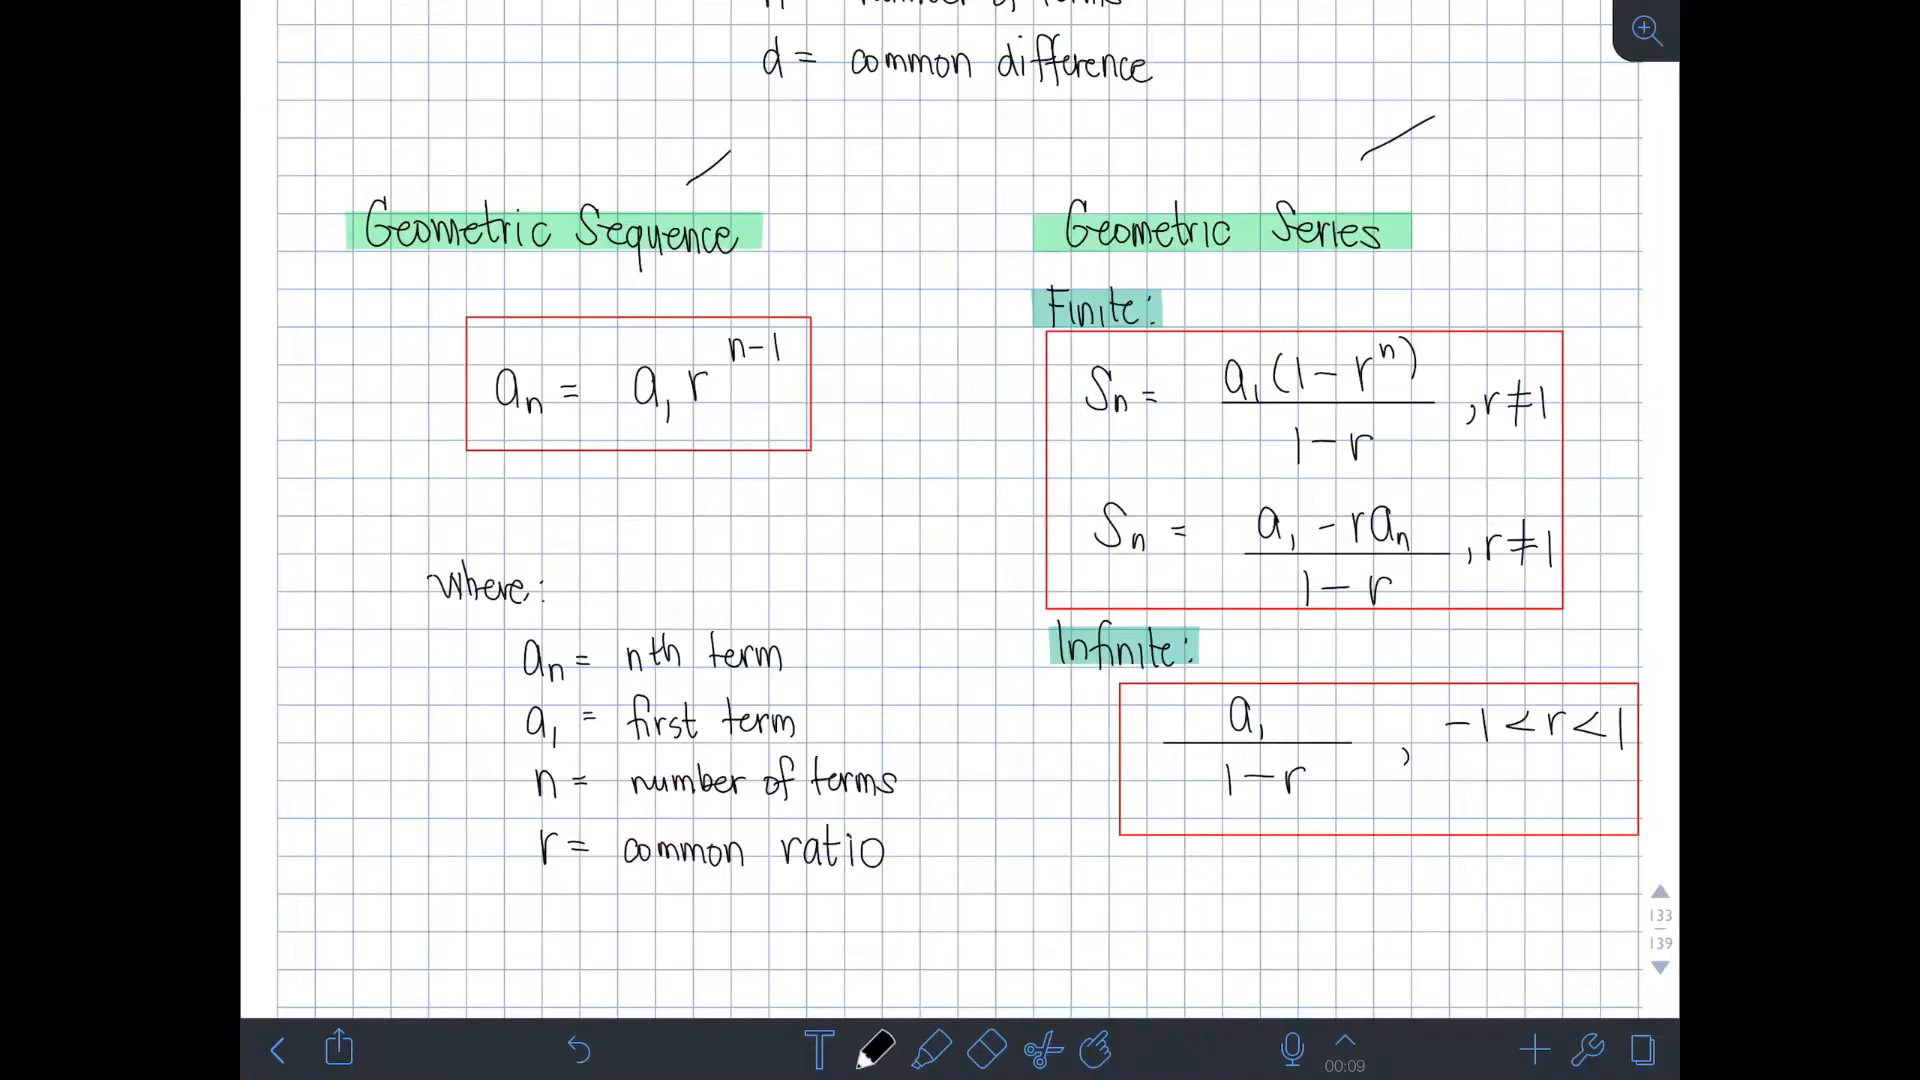 d = common difference
Geometric Sequence
aₙ = a₁ r ⁿ⁻¹
where:
aₙ = nth term
a₁ = first term
n = number of terms
r = common ratio
Geometric Series
Finite:
Sₙ = a₁(1 − rⁿ) / 1 − r , r ≠ 1
Sₙ = a₁ − raₙ / 1 − r , r ≠ 1
Infinite:
a₁ / 1 − r , −1 < r < 1
133
139
T
00:09